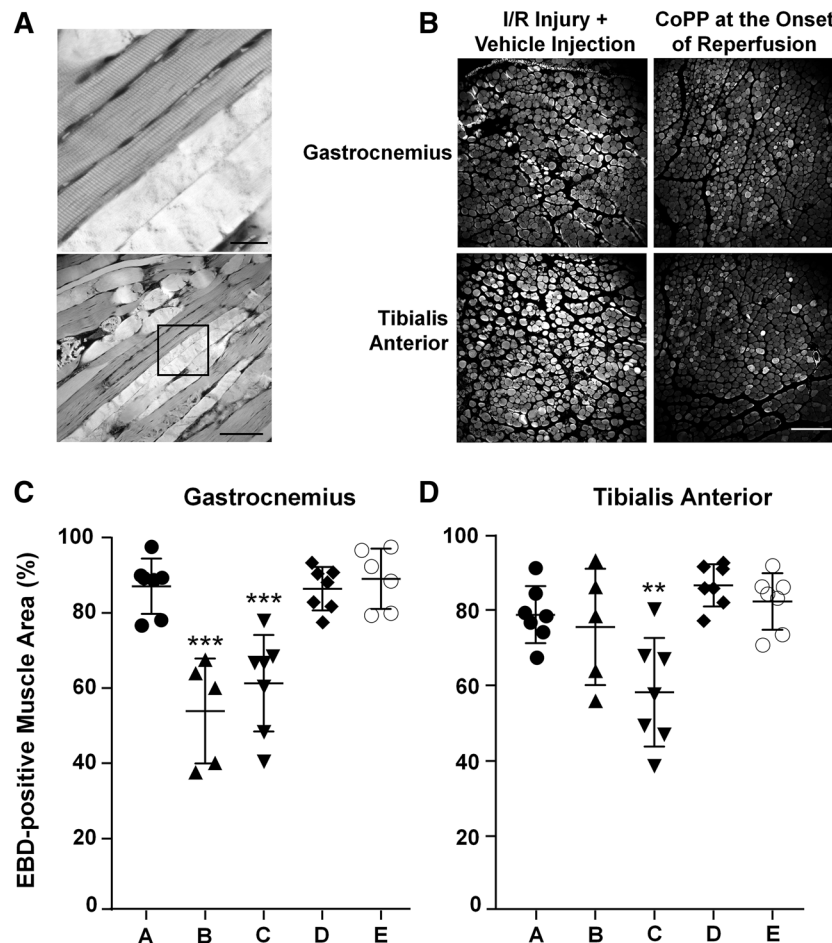 A
B
I/R Injury +
Vehicle Injection
CoPP at the Onset
of Reperfusion
Gastrocnemius
Tibialis
Anterior
C
Gastrocnemius
EBD-positive Muscle Area (%)
100
80
60
40
20
0
***
***
A B C D E
D
Tibialis Anterior
100
80
60
40
20
0
**
A B C D E